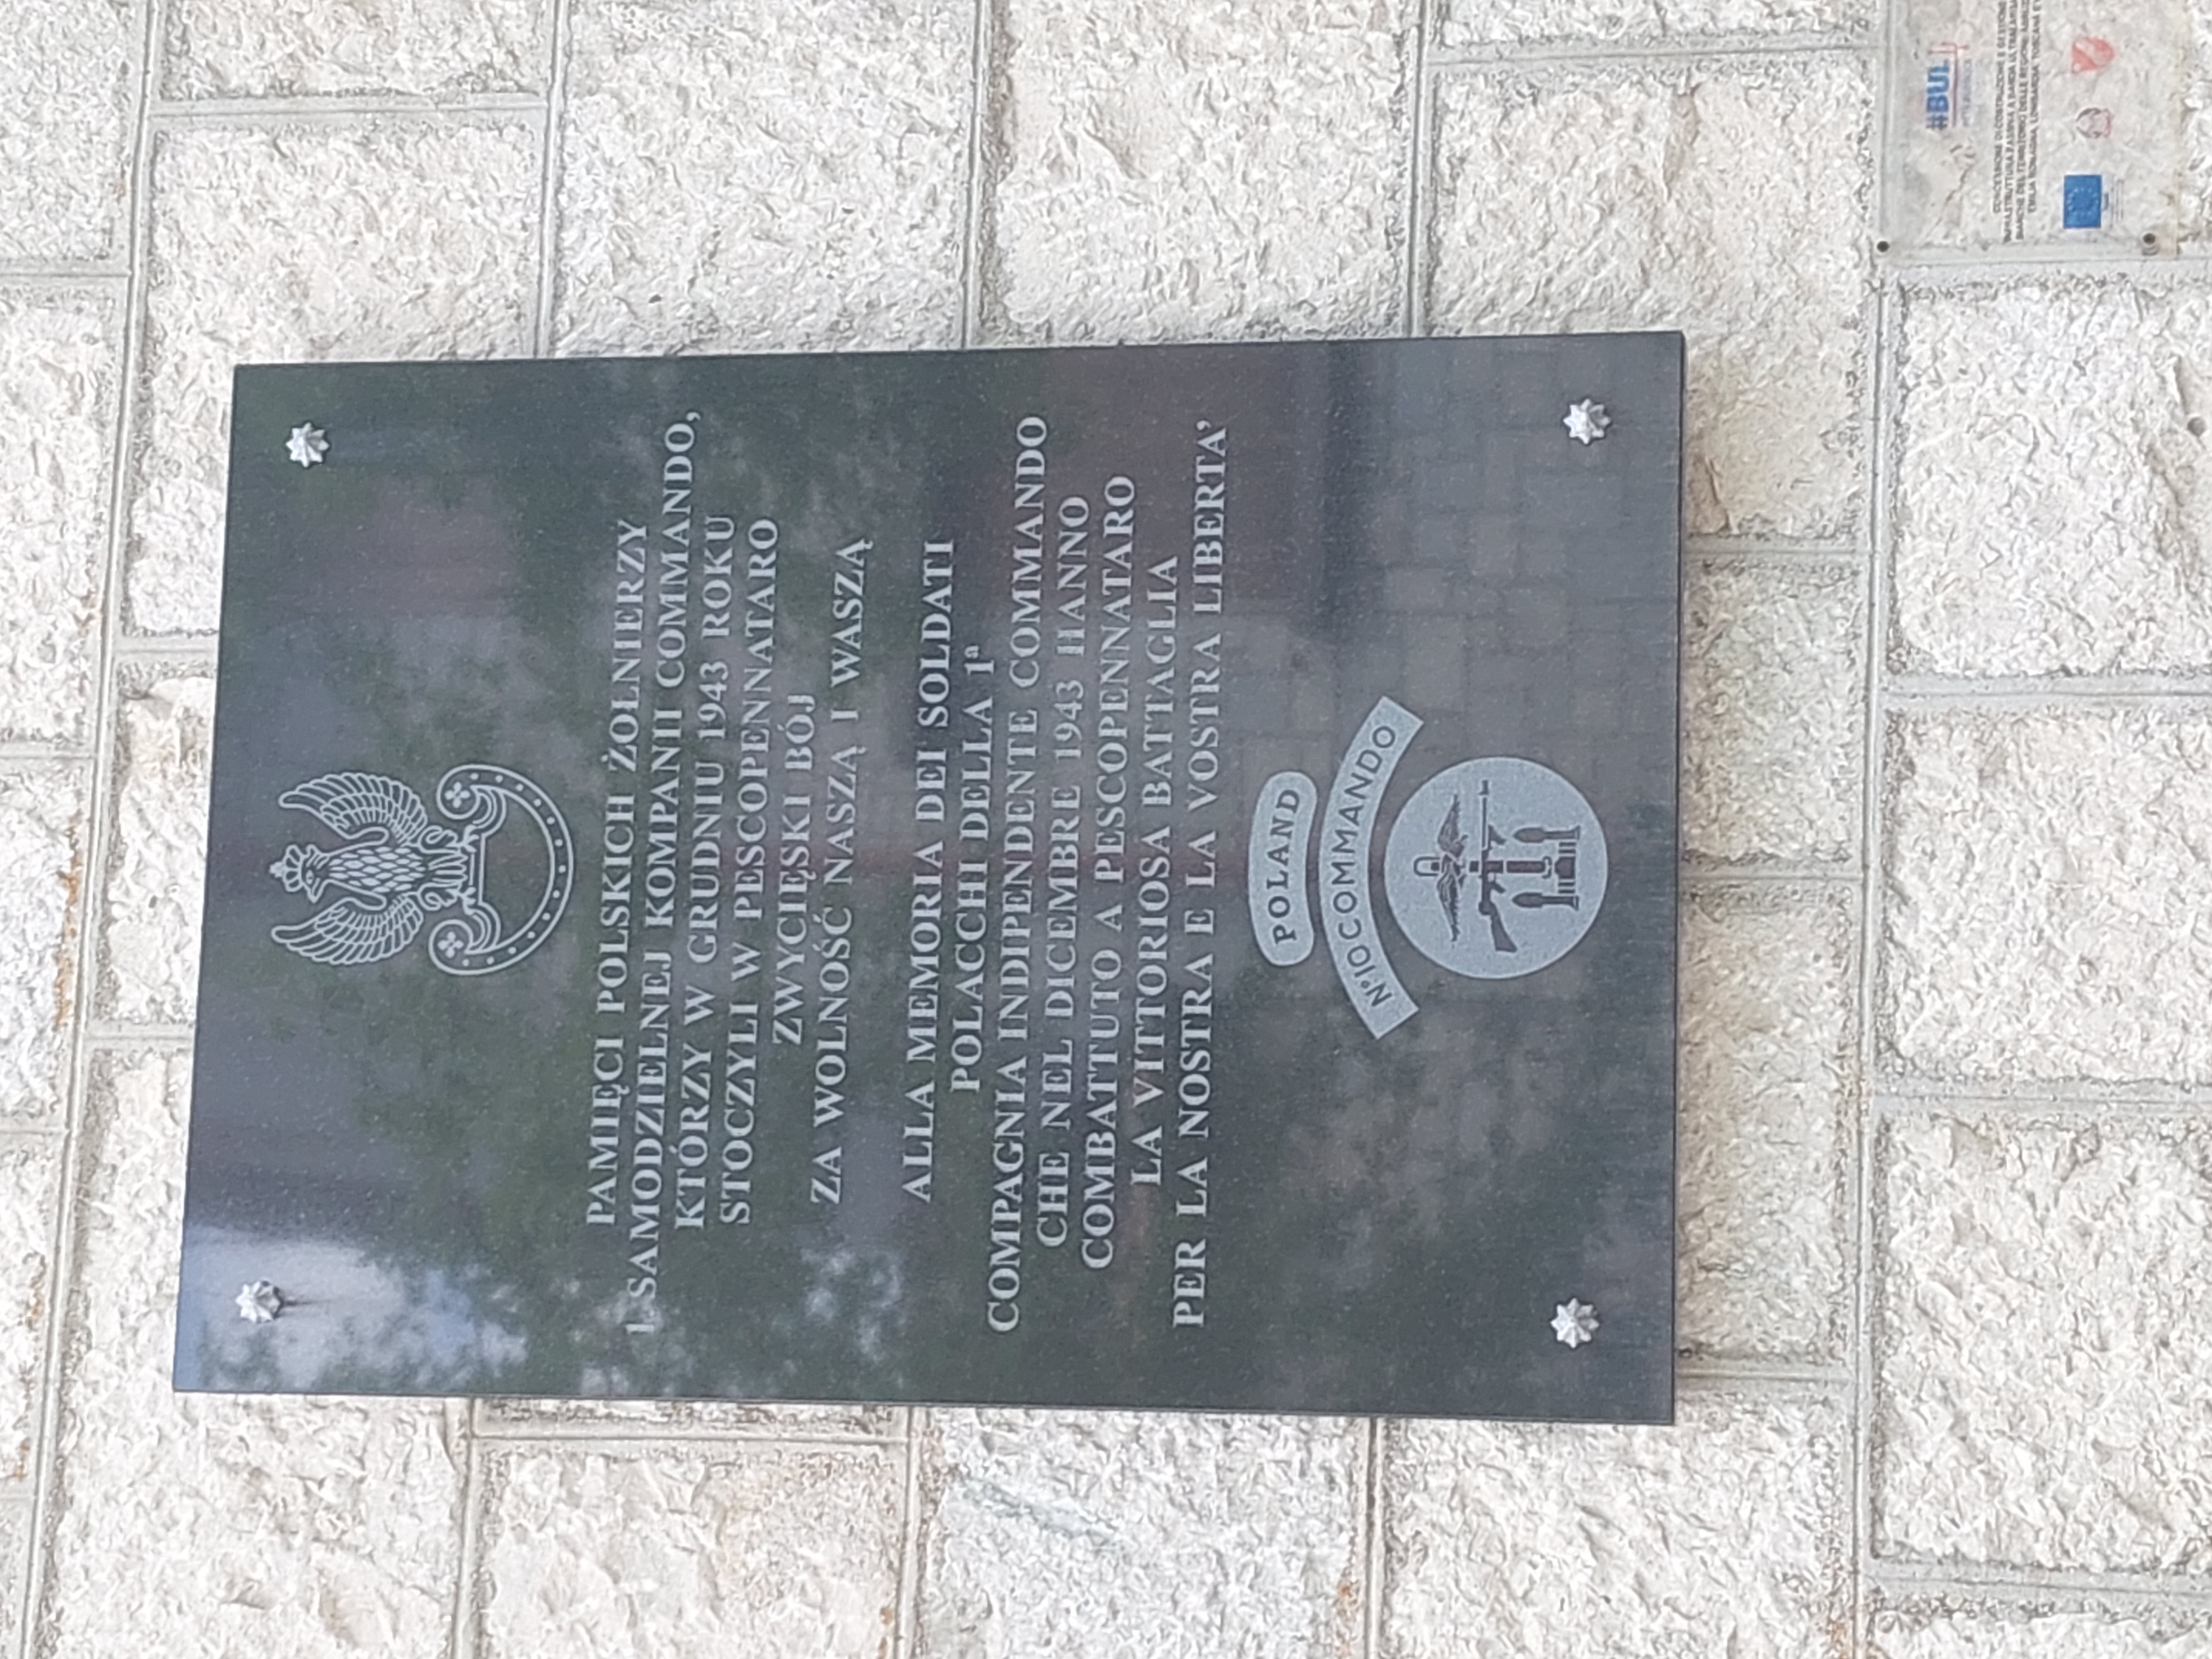 PAMIĘCI POLSKICH ŻOŁNIERZY
1 SAMODZIELNEJ KOMPANII COMMANDO,
KTÓRZY W GRUDNIU 1943 ROKU
STOCZYLI W PESCOPENNATARO
ZWYCIĘSKI BÓJ
ZA WOLNOŚĆ NASZĄ I WASZĄ
ALLA MEMORIA DEI SOLDATI
POLACCHI DELLA 1ª
COMPAGNIA INDIPENDENTE COMMANDO
CHE NEL DICEMBRE 1943 HANNO
COMBATTUTO A PESCOPENNATARO
LA VITTORIOSA BATTAGLIA
PER LA NOSTRA E LA VOSTRA LIBERTA'
POLAND
Nº10 COMMANDO
#BUL